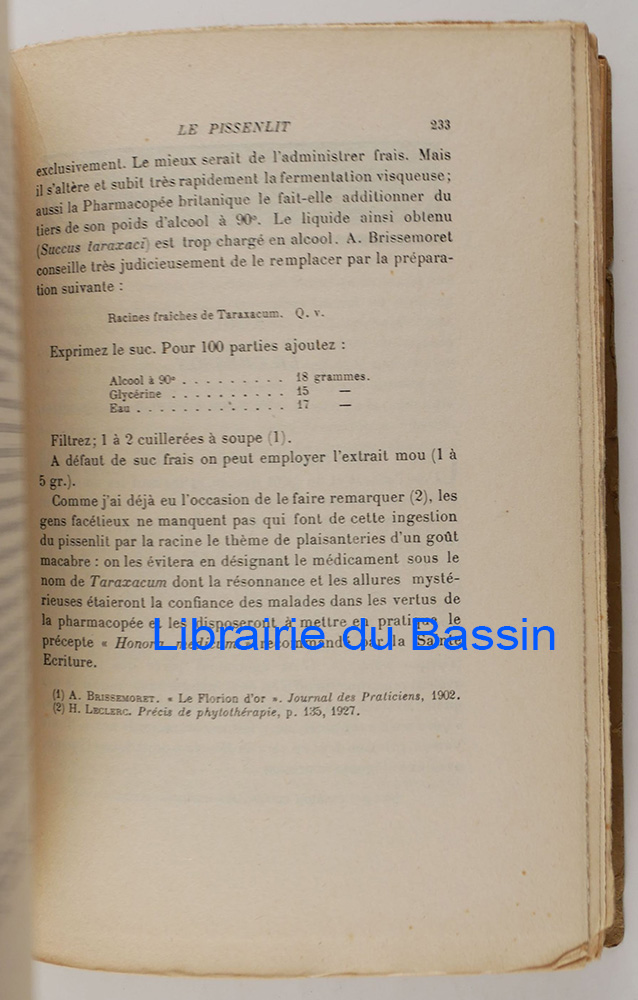 LE PISSENLIT 233
exclusivement. Le mieux serait de l'administrer frais. Mais
il s'altère et subit très rapidement la fermentation visqueuse;
aussi la Pharmacopée britanique le fait-elle additionner du
tiers de son poids d'alcool à 90°. Le liquide ainsi obtenu
(Succus taraxaci) est trop chargé en alcool. A. Brissemoret
conseille très judicieusement de le remplacer par la prépara-
tion suivante :
Racines fraîches de Taraxacum. Q. v.
Exprimez le suc. Pour 100 parties ajoutez :
Alcool à 90° . . . . . . . . . 18 grammes.
Glycérine . . . . . . . . . . 15 —
Eau . . . . . . . . . . . . . 17 —
Filtrez; 1 à 2 cuillerées à soupe (1).
A défaut de suc frais on peut employer l'extrait mou (1 à
5 gr.).
Comme j'ai déjà eu l'occasion de le faire remarquer (2), les
gens facétieux ne manquent pas qui font de cette ingestion
du pissenlit par la racine le thème de plaisanteries d'un goût
macabre : on les évitera en désignant le médicament sous le
nom de Taraxacum dont la résonnance et les allures mysté-
rieuses étaieront la confiance des malades dans les vertus de
la pharmacopée et les disposeront à mettre en pratique le
Librairie du Bassin
précepte « Honora medicum » recommandé par la Sainte
Ecriture.
(1) A. BRISSEMORET. « Le Florion d'or ». Journal des Praticiens, 1902.
(2) H. LECLERC. Précis de phytothérapie, p. 135, 1927.